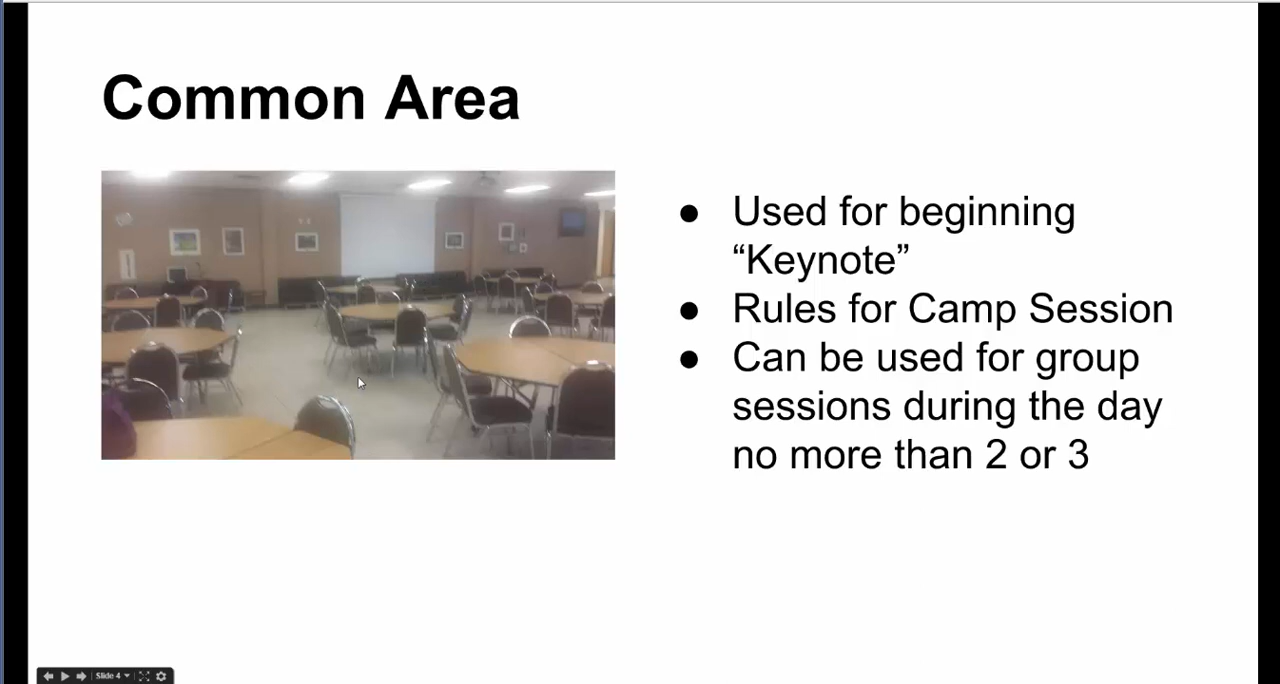 Common Area
● Used for beginning
“Keynote”
● Rules for Camp Session
● Can be used for group
sessions during the day
no more than 2 or 3
Slide 4